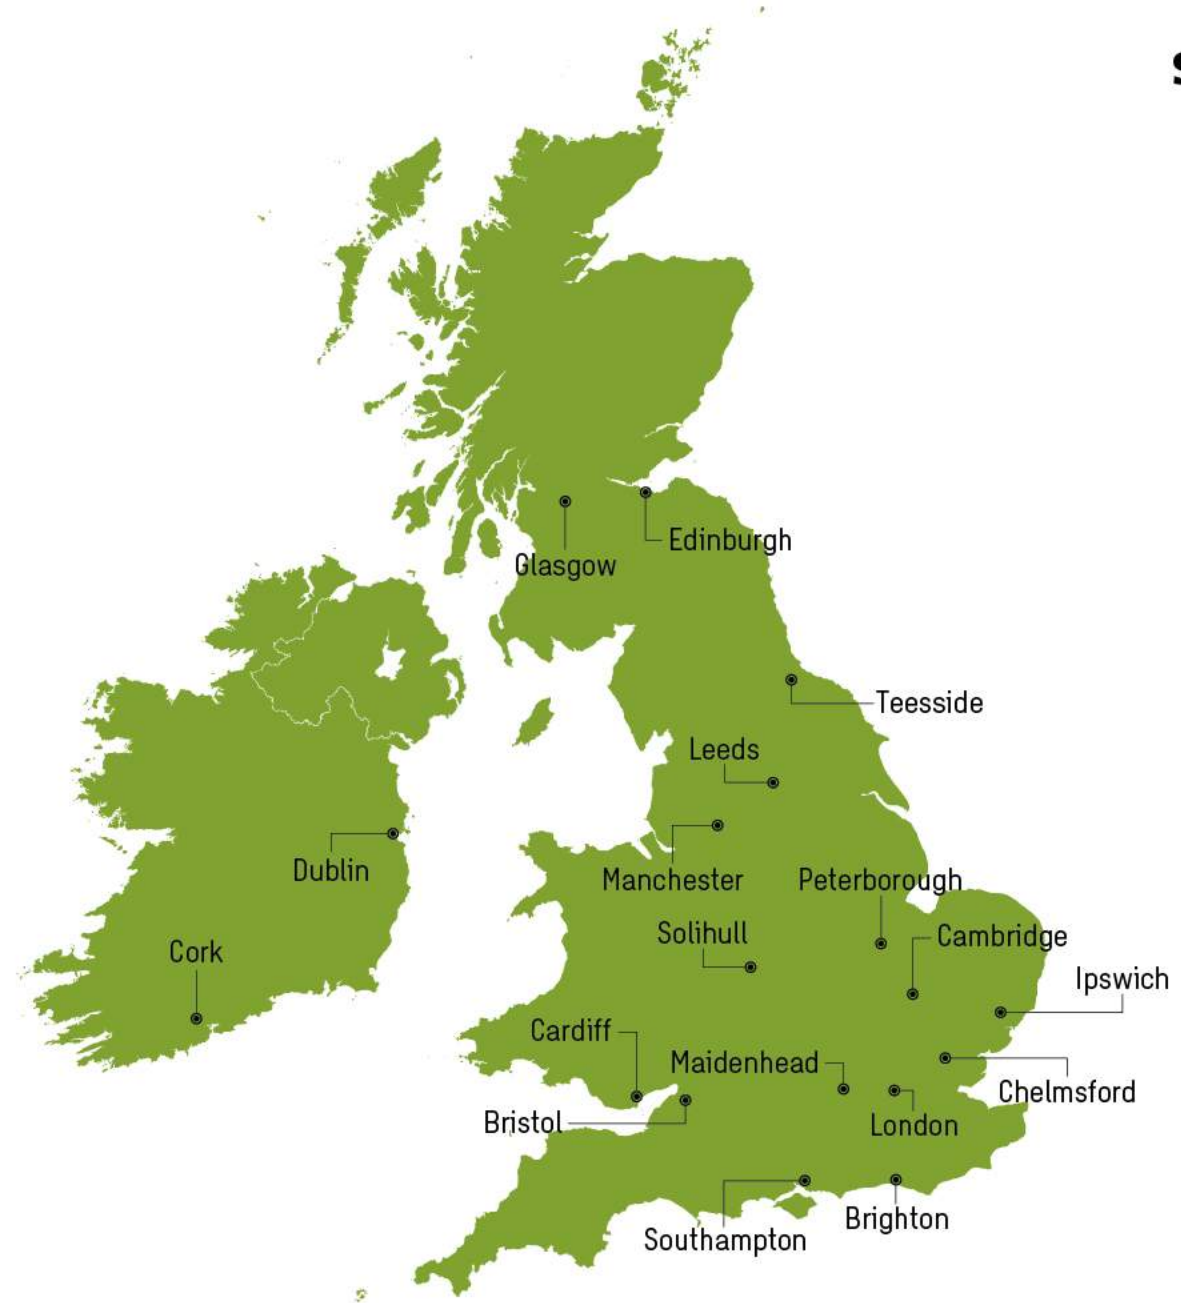 Edinburgh
Glasgow
Teesside
Leeds
Dublin
Manchester
Peterborough
Solihull
Cambridge
Cork
Ipswich
Cardiff
Maidenhead
Chelmsford
Bristol
London
Brighton
Southampton